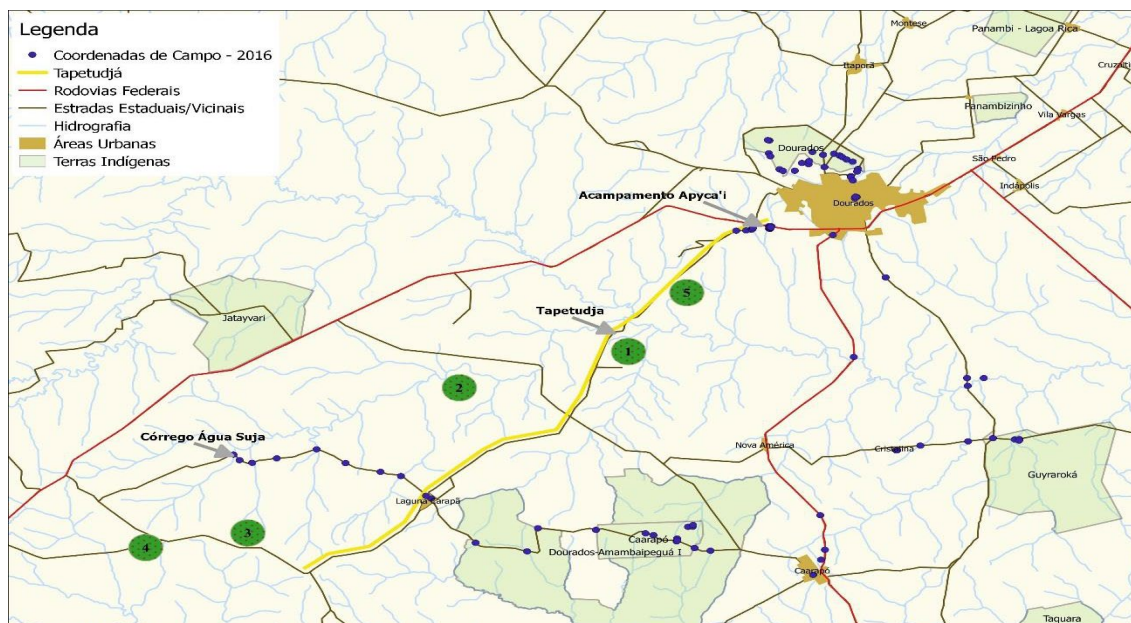 Legenda
Coordenadas de Campo - 2016
Tapetudjá
Rodovias Federais
Estradas Estaduais/Vicinais
Hidrografia
Áreas Urbanas
Terras Indígenas
Montese
Panambi - Lagoa Rica
Itaporã
Cruzalti
Panambizinho
Vila Vargas
Dourados
São Pedro
Indápolis
Acampamento Apyca'i
Dourados
5
Jatayvari
Tapetudja
1
2
Córrego Água Suja
Nova América
Cristalina
Guyraroká
Laguna Carapã
3
4
Caarapó
Dourados-Amambaipeguá I
Caarapó
Taquara